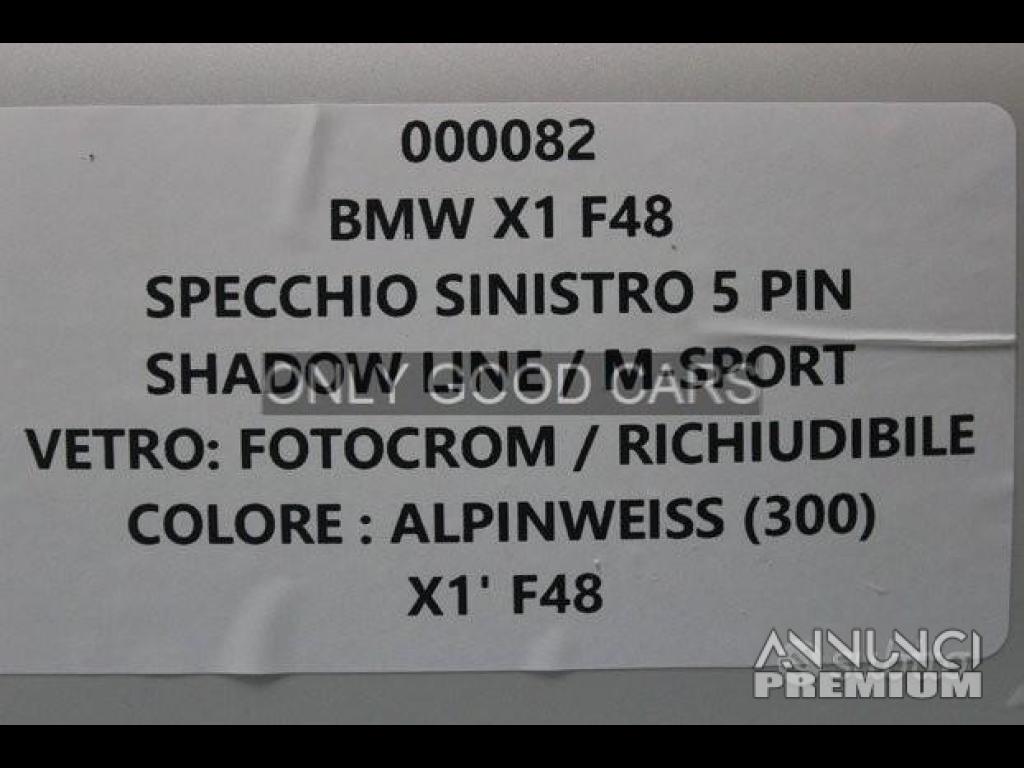 000082
BMW X1 F48
SPECCHIO SINISTRO 5 PIN
SHADOW LINE / M-SPORT
ONLY GOOD CARS
VETRO: FOTOCROM / RICHIUDIBILE
COLORE : ALPINWEISS (300)
X1' F48
ANNUNCI
PREMIUM